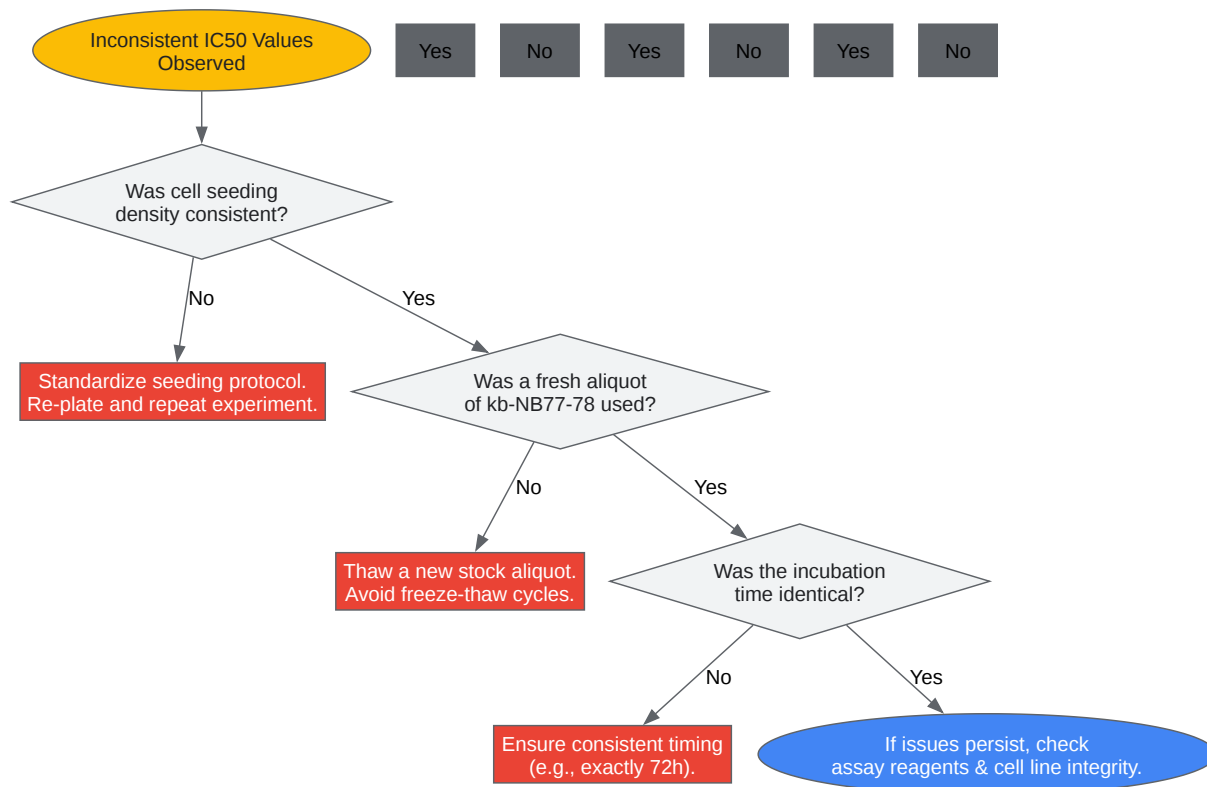 Inconsistent IC50 Values
Observed
Yes
No
Yes
No
Yes
No
Was cell seeding
density consistent?
No
Yes
Standardize seeding protocol.
Re-plate and repeat experiment.
Was a fresh aliquot
of kb-NB77-78 used?
No
Yes
Thaw a new stock aliquot.
Avoid freeze-thaw cycles.
Was the incubation
time identical?
No
Yes
Ensure consistent timing
(e.g., exactly 72h).
If issues persist, check
assay reagents & cell line integrity.